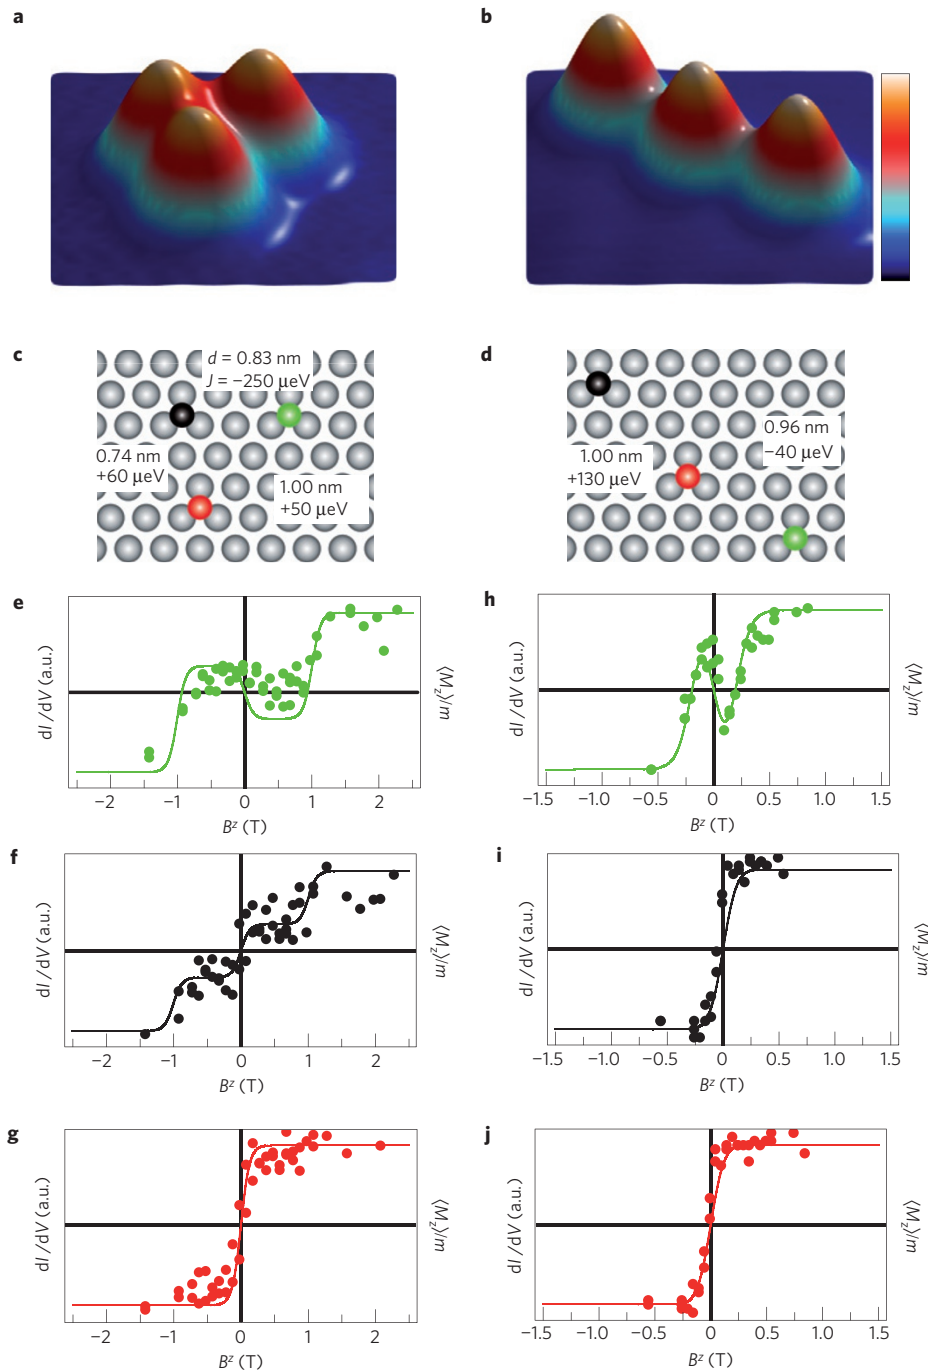 a
b
c
d
d = 0.83 nm
J = −250 μeV
0.74 nm
+60 μeV
1.00 nm
+50 μeV
0.96 nm
−40 μeV
1.00 nm
+130 μeV
e
h
dI/dV (a.u.)
⟨Mz⟩/m
dI/dV (a.u.)
⟨Mz⟩/m
−2 −1 0 1 2
Bᶻ (T)
−1.5 −1.0 −0.5 0 0.5 1.0 1.5
Bᶻ (T)
f
i
dI/dV (a.u.)
⟨Mz⟩/m
dI/dV (a.u.)
⟨Mz⟩/m
−2 −1 0 1 2
Bᶻ (T)
−1.5 −1.0 −0.5 0 0.5 1.0 1.5
Bᶻ (T)
g
j
dI/dV (a.u.)
⟨Mz⟩/m
dI/dV (a.u.)
⟨Mz⟩/m
−2 −1 0 1 2
Bᶻ (T)
−1.5 −1.0 −0.5 0 0.5 1.0 1.5
Bᶻ (T)